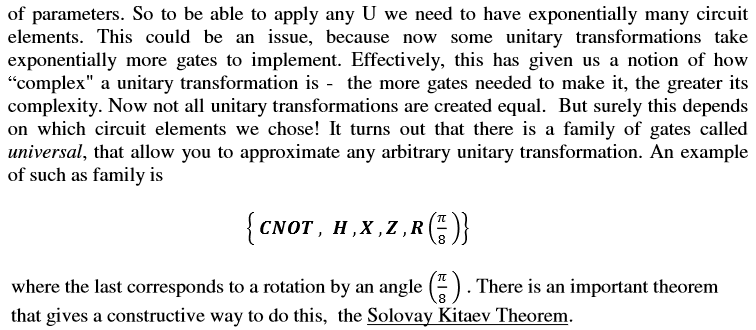 of parameters. So to be able to apply any U we need to have exponentially many circuit
elements. This could be an issue, because now some unitary transformations take
exponentially more gates to implement. Effectively, this has given us a notion of how
“complex" a unitary transformation is - the more gates needed to make it, the greater its
complexity. Now not all unitary transformations are created equal. But surely this depends
on which circuit elements we chose! It turns out that there is a family of gates called
universal, that allow you to approximate any arbitrary unitary transformation. An example
of such as family is
{ CNOT , H ,X ,Z ,R(π/8)}
where the last corresponds to a rotation by an angle (π/8) . There is an important theorem
that gives a constructive way to do this, the Solovay Kitaev Theorem.